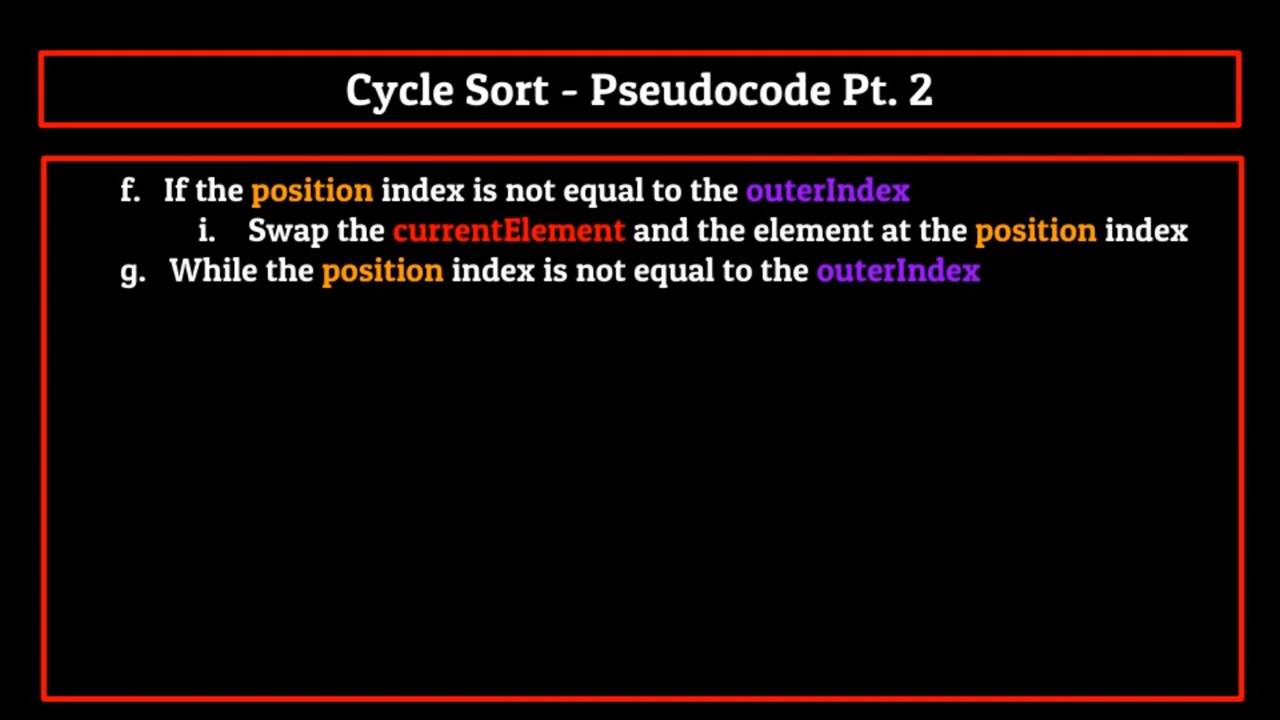 Cycle Sort - Pseudocode Pt. 2
f. If the position index is not equal to the outerIndex
i. Swap the currentElement and the element at the position index
g. While the position index is not equal to the outerIndex